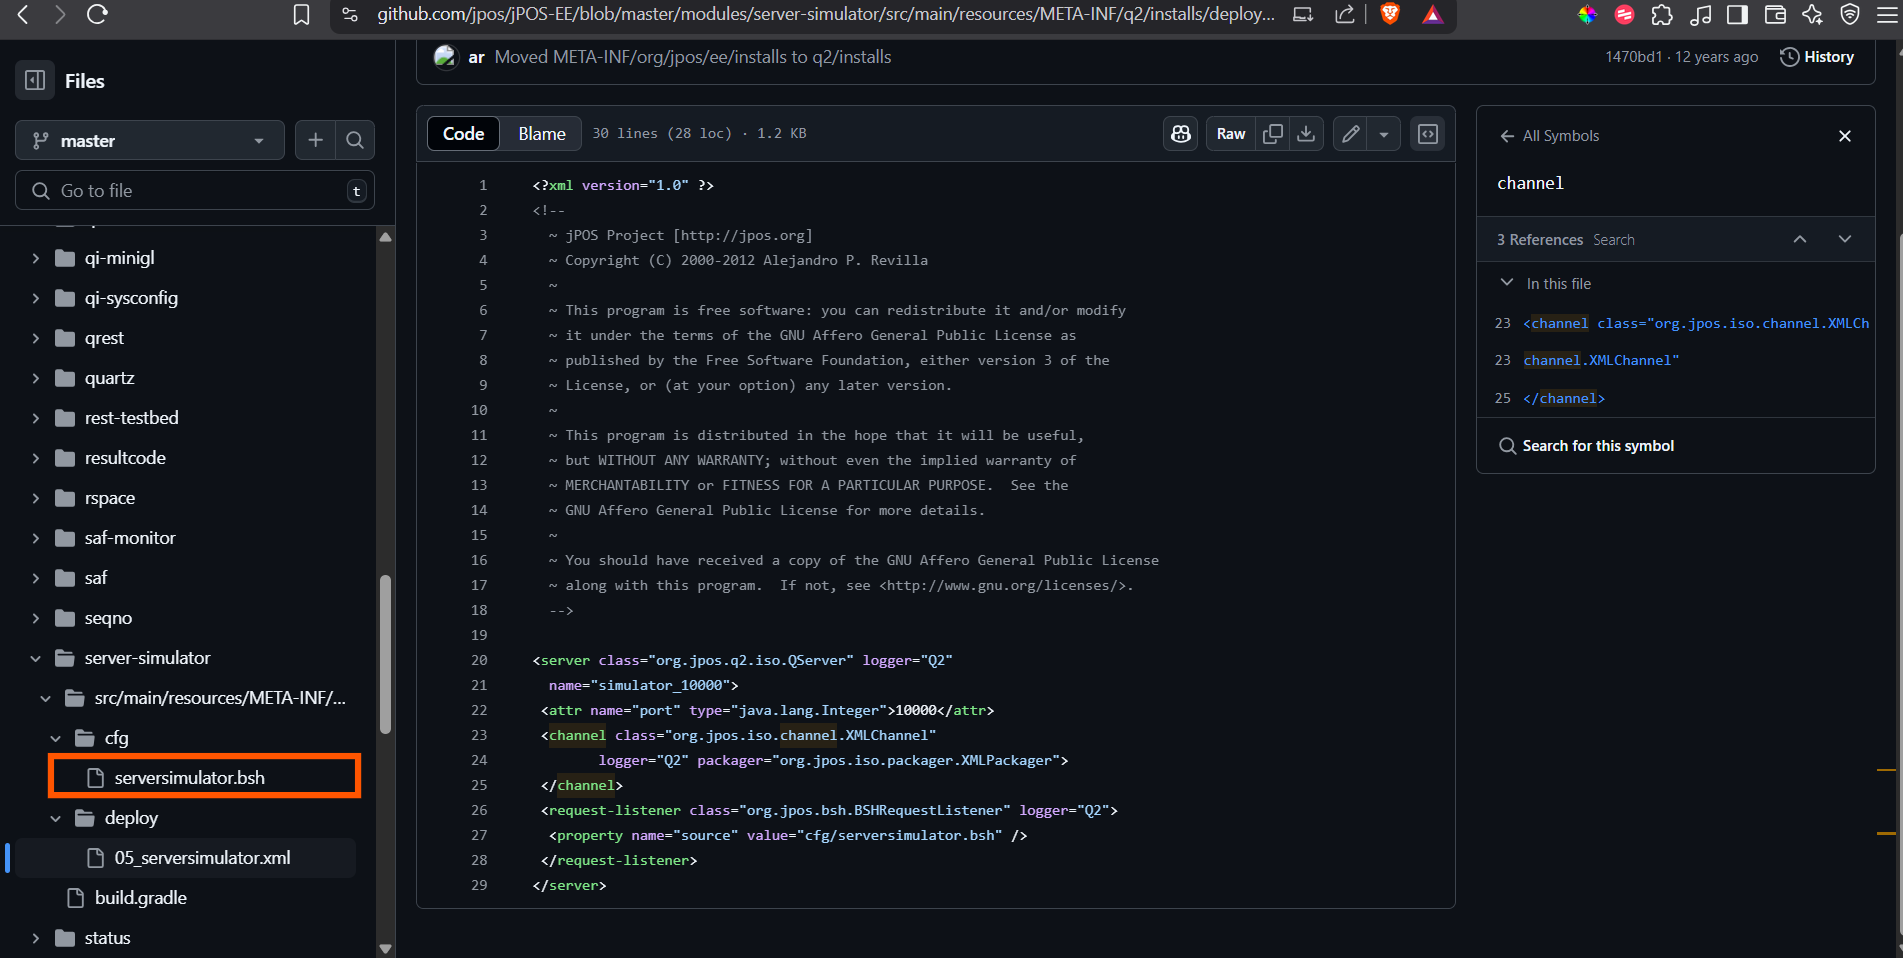 github.com/jpos/jPOS-EE/blob/master/modules/server-simulator/src/main/resources/META-INF/q2/installs/deploy...
Files
master
Go to file
t
qi-minigl
qi-sysconfig
qrest
quartz
rest-testbed
resultcode
rspace
saf-monitor
saf
seqno
server-simulator
src/main/resources/META-INF/...
cfg
serversimulator.bsh
deploy
05_serversimulator.xml
build.gradle
status
ar Moved META-INF/org/jpos/ee/installs to q2/installs
1470bd1 · 12 years ago
History
Code Blame 30 lines (28 loc) · 1.2 KB
Raw
1 <?xml version="1.0" ?>
2 <!--
3 ~ jPOS Project [http://jpos.org]
4 ~ Copyright (C) 2000-2012 Alejandro P. Revilla
5 ~
6 ~ This program is free software: you can redistribute it and/or modify
7 ~ it under the terms of the GNU Affero General Public License as
8 ~ published by the Free Software Foundation, either version 3 of the
9 ~ License, or (at your option) any later version.
10 ~
11 ~ This program is distributed in the hope that it will be useful,
12 ~ but WITHOUT ANY WARRANTY; without even the implied warranty of
13 ~ MERCHANTABILITY or FITNESS FOR A PARTICULAR PURPOSE.  See the
14 ~ GNU Affero General Public License for more details.
15 ~
16 ~ You should have received a copy of the GNU Affero General Public License
17 ~ along with this program.  If not, see <http://www.gnu.org/licenses/>.
18 -->
19
20 <server class="org.jpos.q2.iso.QServer" logger="Q2"
21 name="simulator_10000">
22 <attr name="port" type="java.lang.Integer">10000</attr>
23 <channel class="org.jpos.iso.channel.XMLChannel"
24 logger="Q2" packager="org.jpos.iso.packager.XMLPackager">
25 </channel>
26 <request-listener class="org.jpos.bsh.BSHRequestListener" logger="Q2">
27 <property name="source" value="cfg/serversimulator.bsh" />
28 </request-listener>
29 </server>
All Symbols
channel
3 References Search
In this file
23 <channel class="org.jpos.iso.channel.XMLCh
23 channel.XMLChannel"
25 </channel>
Search for this symbol